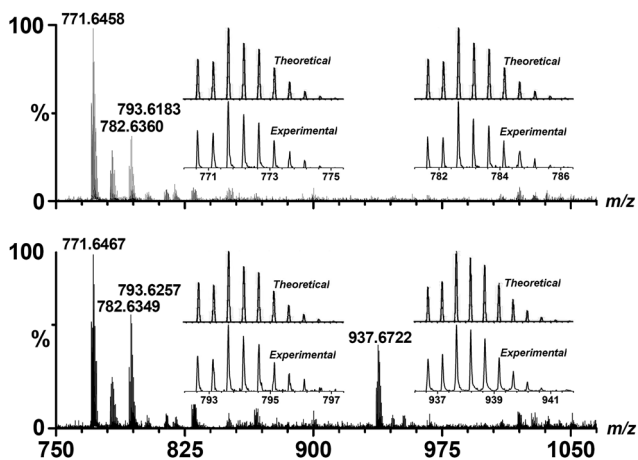 100
771.6458
Theoretical
Theoretical
%
793.6183
782.6360
Experimental
Experimental
771 773 775
782 784 786
0
m/z
100
771.6467
Theoretical
Theoretical
793.6257
782.6349
%
937.6722
Experimental
Experimental
793 795 797
937 939 941
0
m/z
750 825 900 975 1050